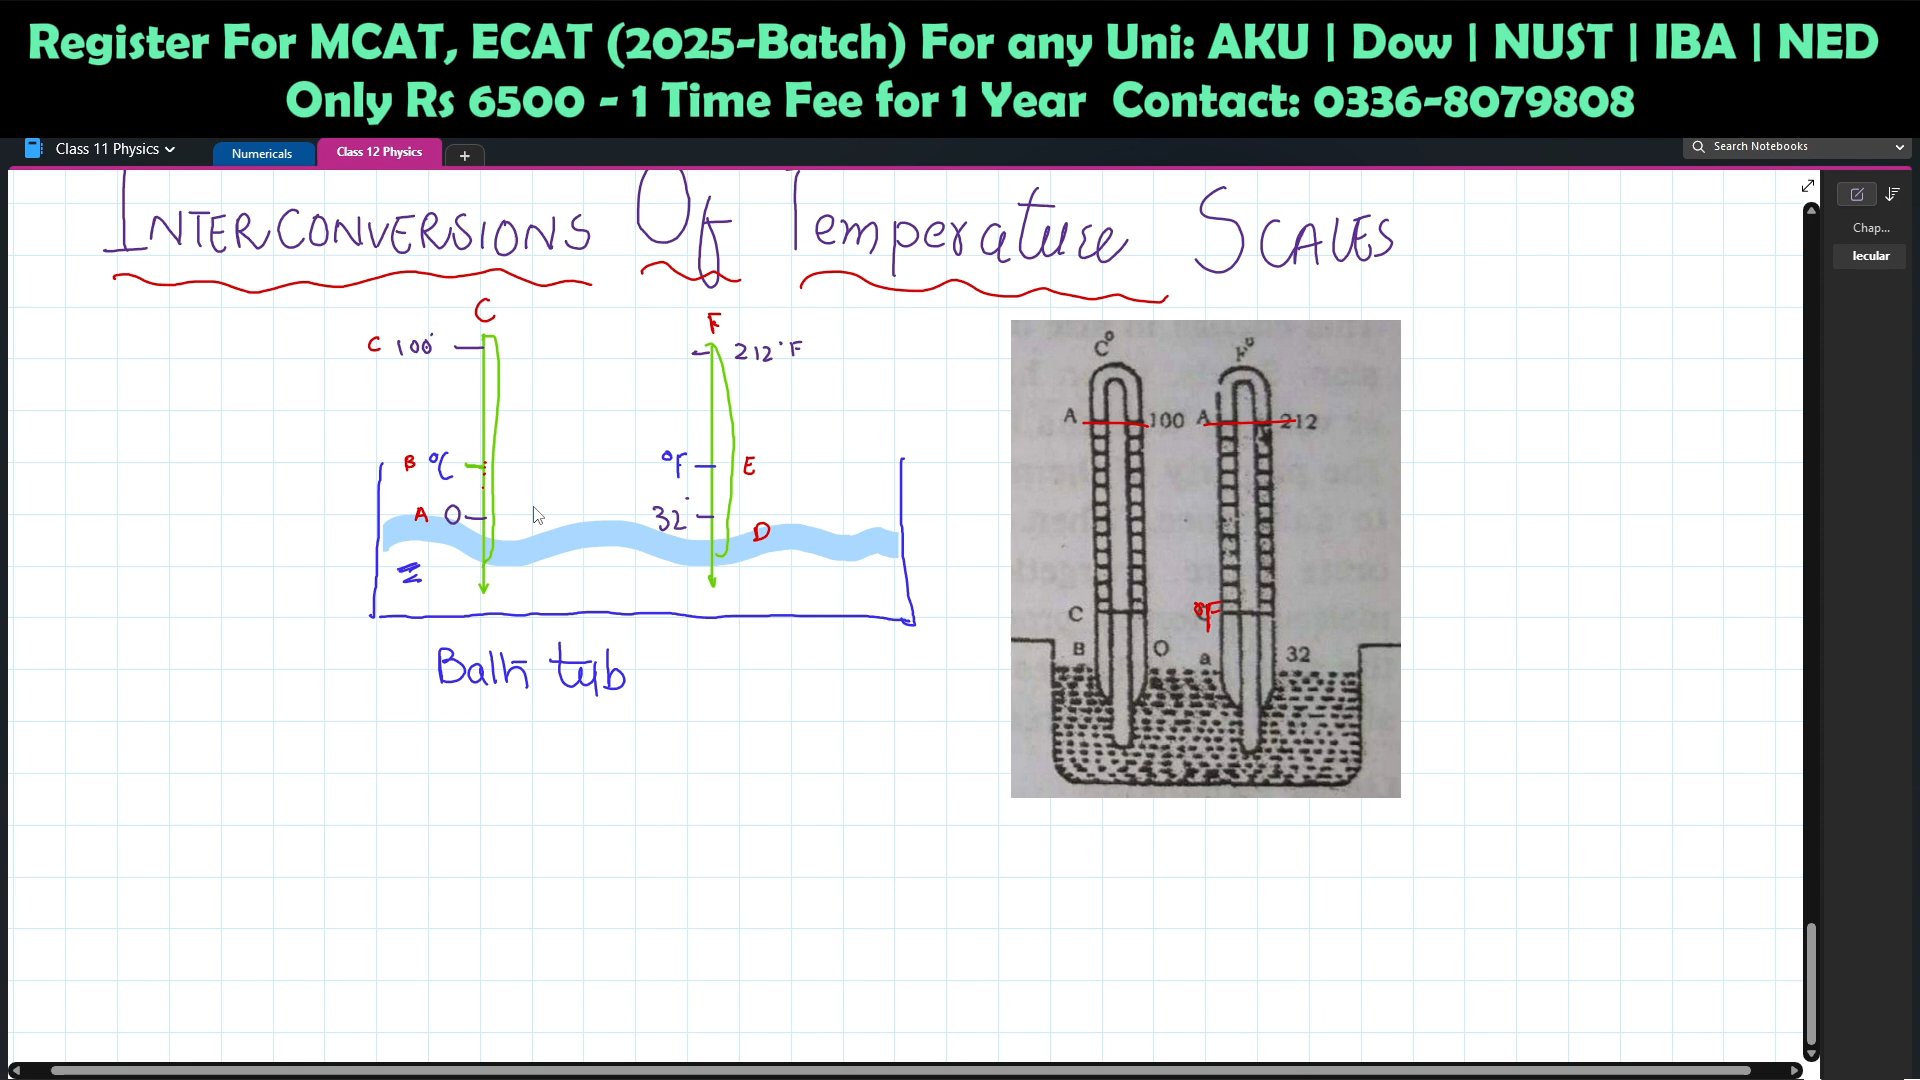 Register For MCAT, ECAT (2025-Batch) For any Uni: AKU | Dow | NUST | IBA | NED
Only Rs 6500 - 1 Time Fee for 1 Year Contact: 0336-8079808
Class 11 Physics
Numericals
Class 12 Physics
+
Search Notebooks
Chap...
lecular
INTERCONVERSIONS Of Temperature SCALES
C
F
C 100°
212°F
B °C
°F
E
A 0
32°
D
Bath tub
C°
F°
A
100
A
212
C
°F
B
O
a
32